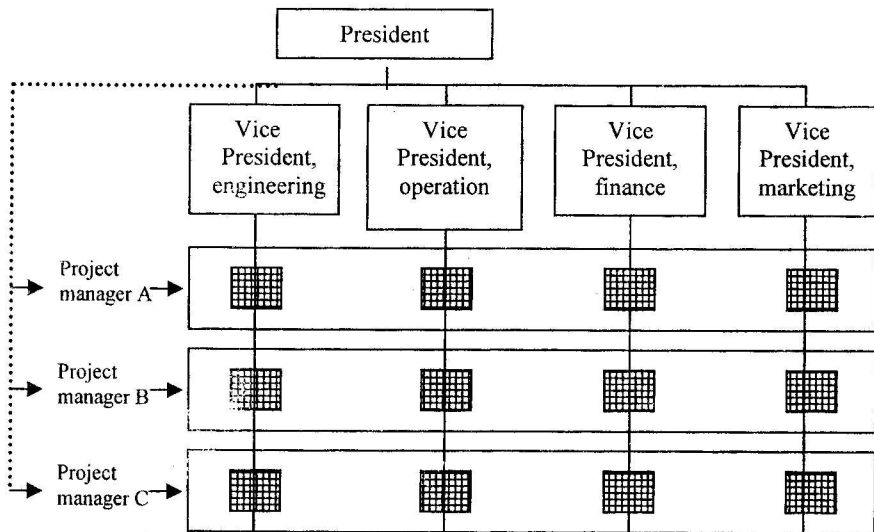 President
Vice
President,
engineering
Vice
President,
operation
Vice
President,
finance
Vice
President,
marketing
Project
manager A
Project
manager B
Project
manager C